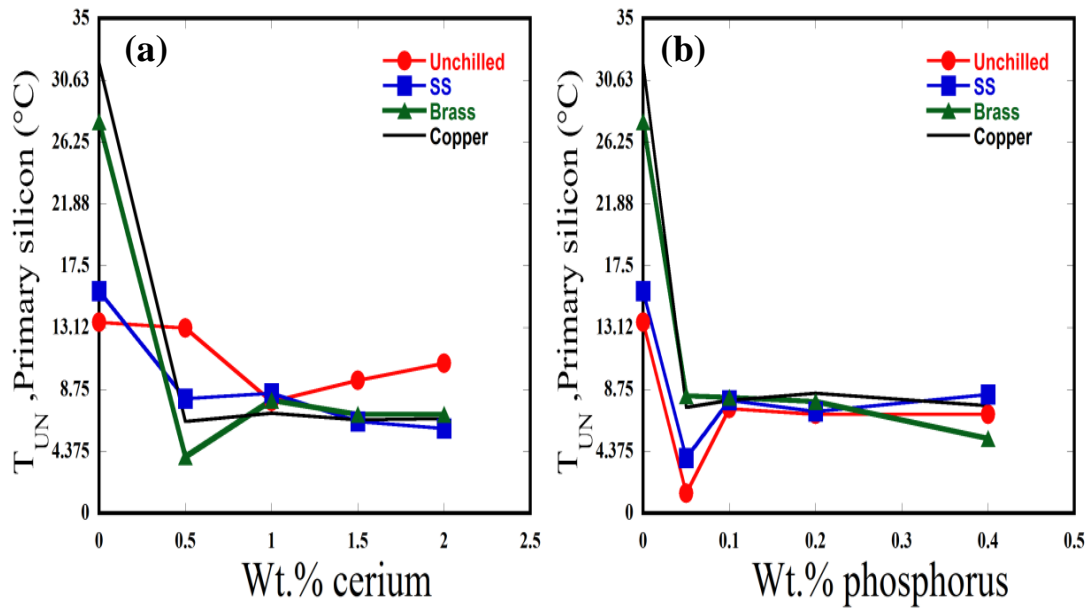 (a)
Unchilled
SS
Brass
Copper
T_UN ,Primary silicon (°C)
35
30.63
26.25
21.88
17.5
13.12
8.75
4.375
0
0 0.5 1 1.5 2 2.5
Wt.% cerium
(b)
Unchilled
SS
Brass
Copper
T_UN ,Primary silicon (°C)
35
30.63
26.25
21.88
17.5
13.12
8.75
4.375
0
0 0.1 0.2 0.3 0.4 0.5
Wt.% phosphorus